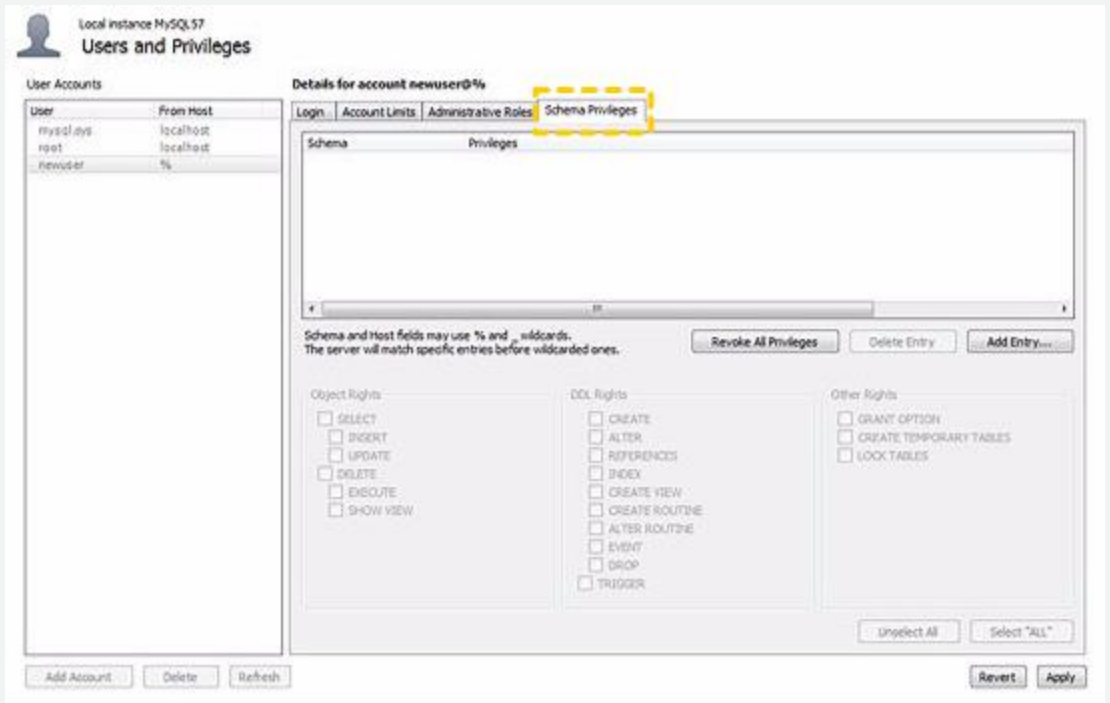 Local instance MySQL57
Users and Privileges
User Accounts
User From Host
mysql.sys localhost
root localhost
newuser %
Details for account newuser@%
Login Account Limits Administrative Roles Schema Privileges
Schema Privileges
Schema and Host fields may use % and _ wildcards.
The server will match specific entries before wildcarded ones.
Revoke All Privileges Delete Entry Add Entry...
Object Rights
SELECT
INSERT
UPDATE
DELETE
EXECUTE
SHOW VIEW
DDL Rights
CREATE
ALTER
REFERENCES
INDEX
CREATE VIEW
CREATE ROUTINE
ALTER ROUTINE
EVENT
DROP
TRIGGER
Other Rights
GRANT OPTION
CREATE TEMPORARY TABLES
LOCK TABLES
Unselect All Select "ALL"
Add Account Delete Refresh
Revert Apply